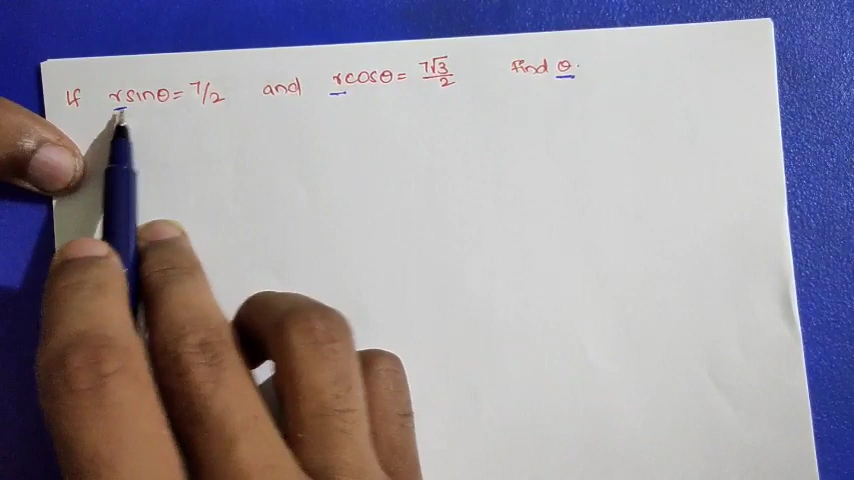 If rsinθ = 7/2 and rcosθ = 7√3/2 find θ.